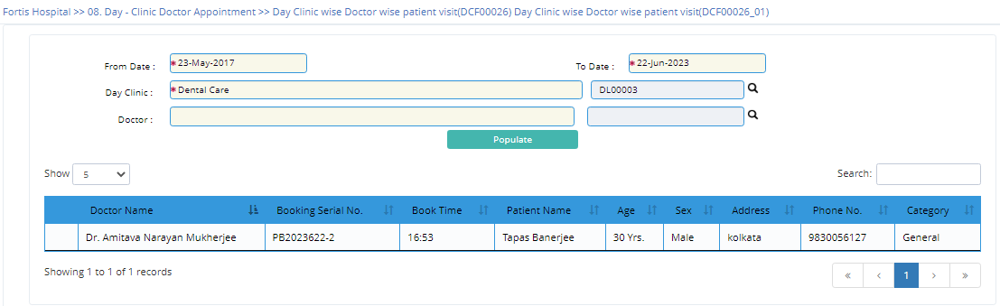 Fortis Hospital >> 08. Day - Clinic Doctor Appointment >> Day Clinic wise Doctor wise patient visit(DCF00026) Day Clinic wise Doctor wise patient visit(DCF00026_01)
From Date : *23-May-2017 To Date : *22-Jun-2023
Day Clinic : *Dental Care DL00003
Doctor :
Populate
Show 5 Search:
Doctor Name Booking Serial No. Book Time Patient Name Age Sex Address Phone No. Category
Dr. Amitava Narayan Mukherjee PB2023622-2 16:53 Tapas Banerjee 30 Yrs. Male kolkata 9830056127 General
Showing 1 to 1 of 1 records « ‹ 1 › »